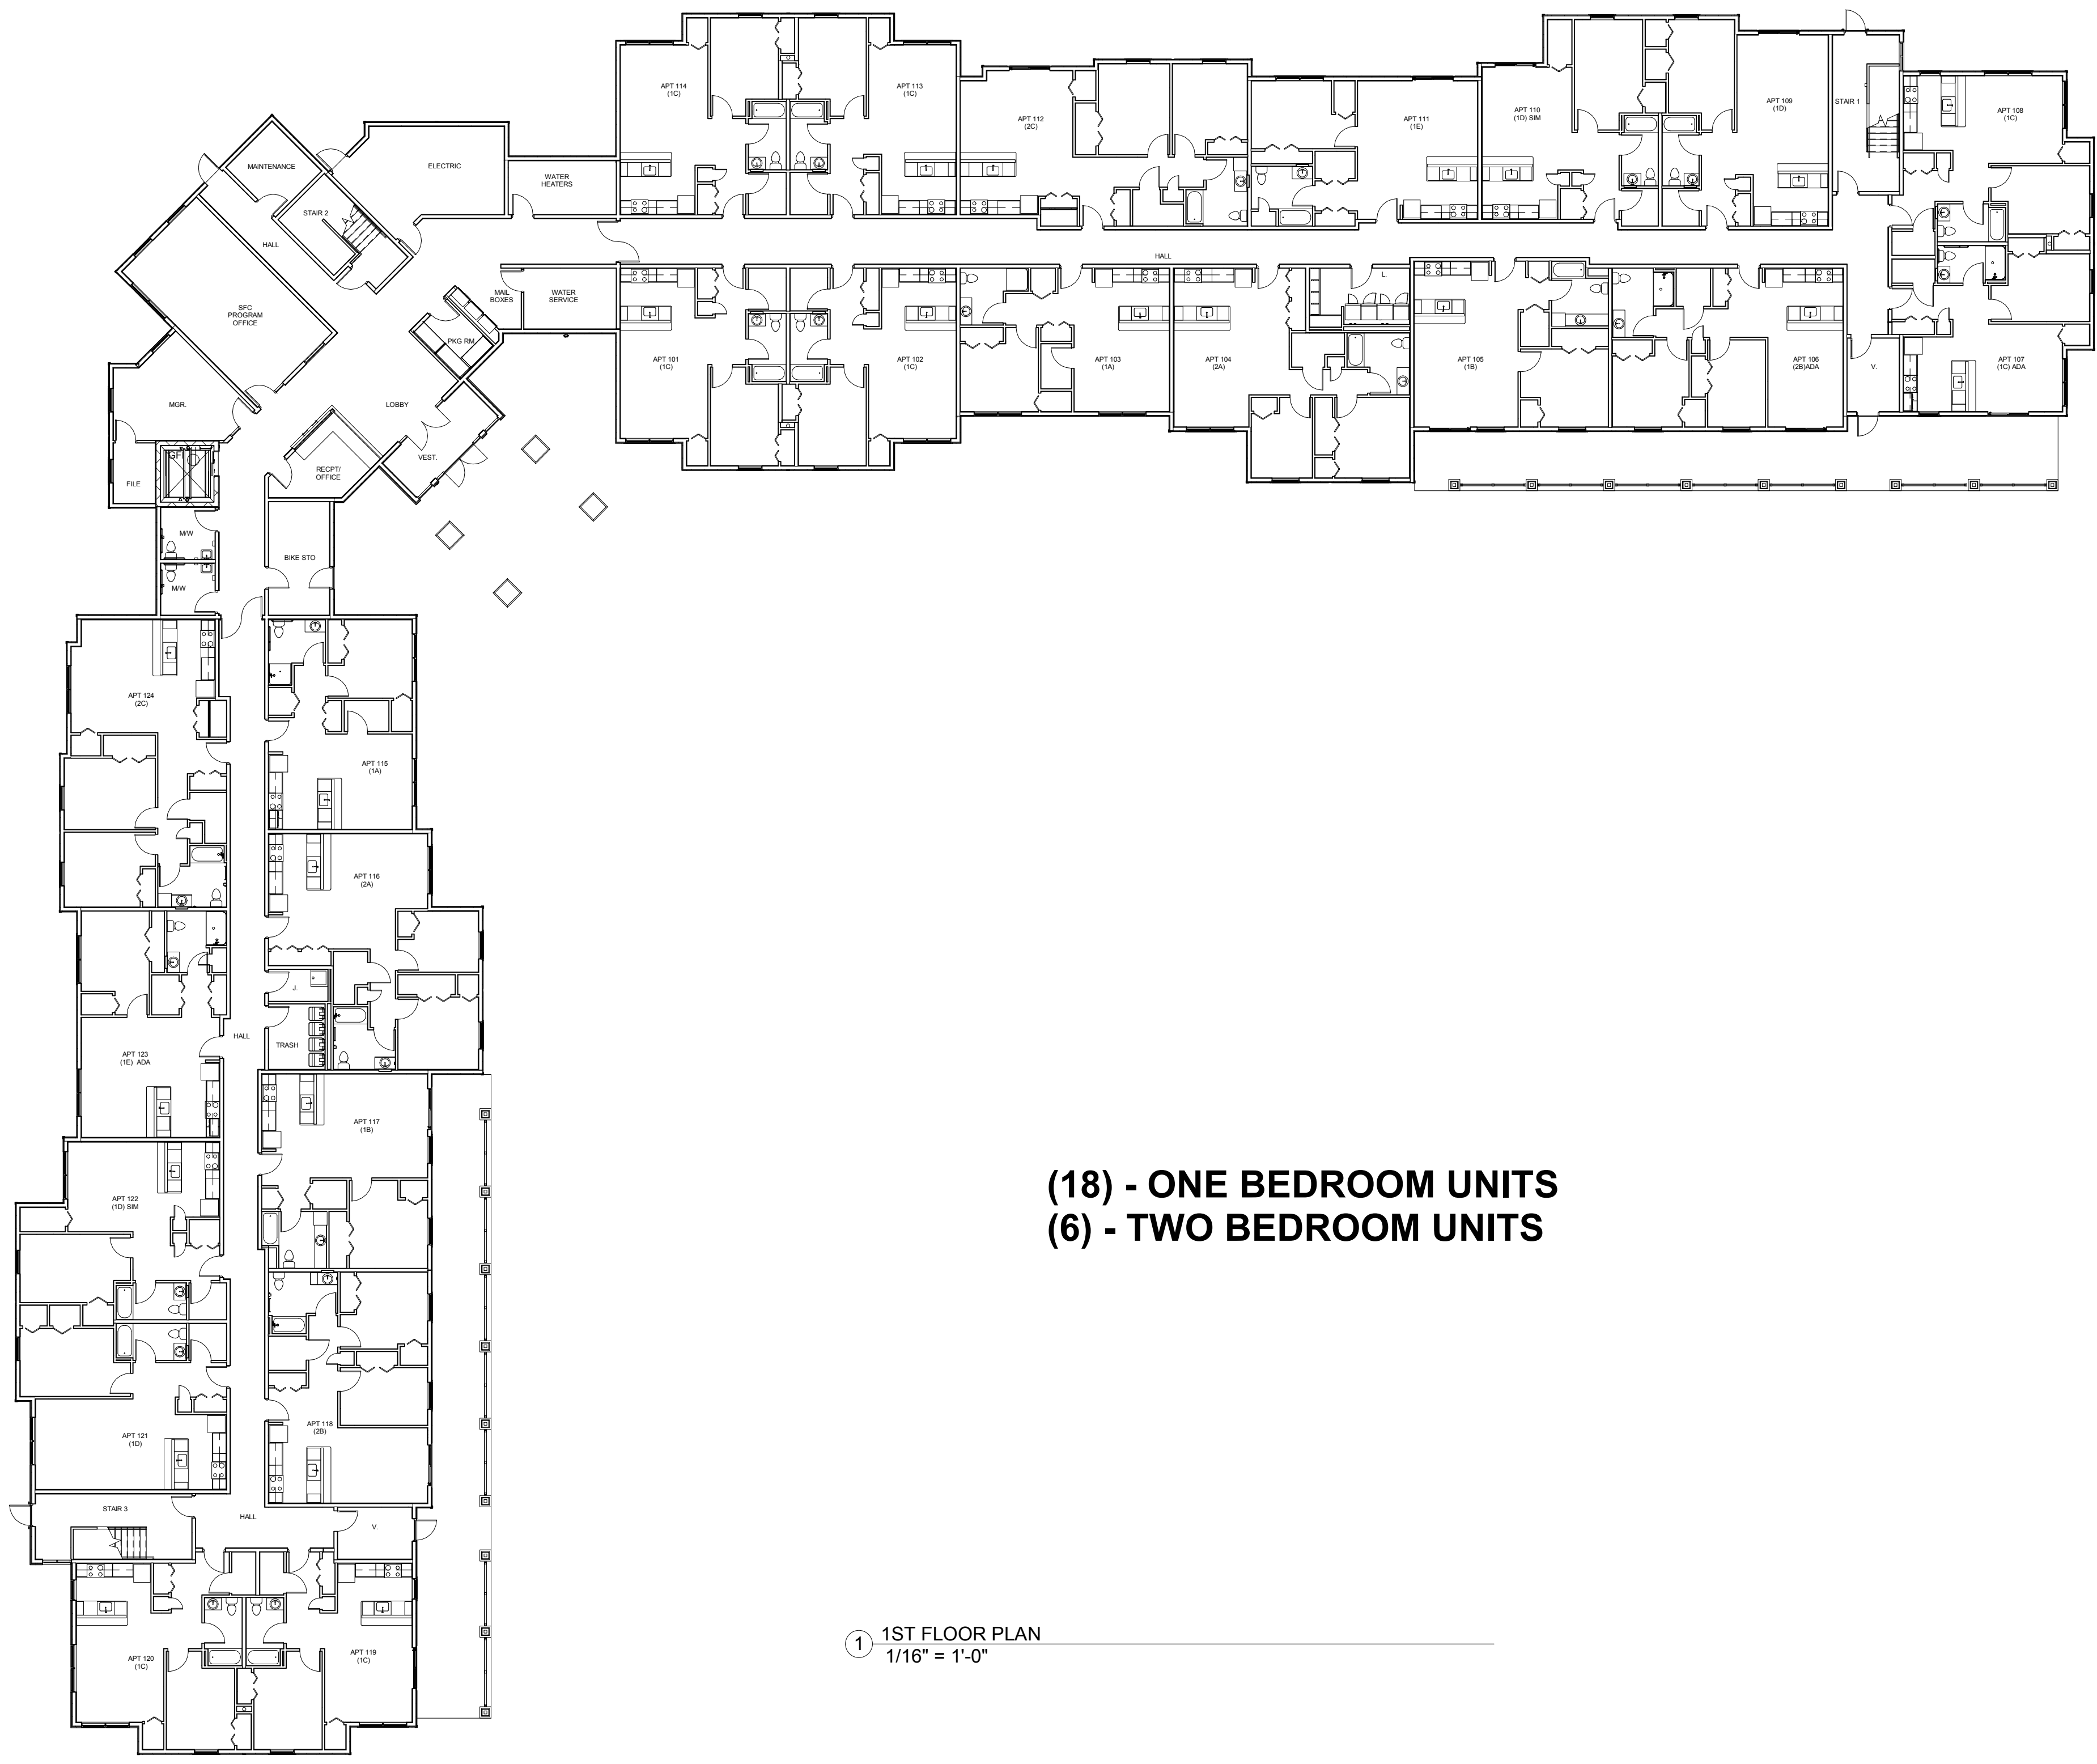 APT 114
(1C)
APT 113
(1C)
APT 112
(2C)
APT 111
(1E)
APT 110
(1D) SIM
APT 109
(1D)
STAIR 1
APT 108
(1C)
MAINTENANCE
ELECTRIC
WATER
HEATERS
STAIR 2
HALL
HALL
SFC
PROGRAM
OFFICE
MAIL
BOXES
WATER
SERVICE
L.
PKG RM.
APT 101
(1C)
APT 102
(1C)
APT 103
(1A)
APT 104
(2A)
APT 105
(1B)
APT 106
(2B)ADA
V.
APT 107
(1C) ADA
MGR.
LOBBY
VEST.
RECPT/
OFFICE
FILE
M/W
BIKE STO
M/W
APT 124
(2C)
APT 115
(1A)
APT 116
(2A)
J.
HALL
TRASH
APT 123
(1E) ADA
APT 117
(1B)
APT 122
(1D) SIM
APT 118
(2B)
APT 121
(1D)
STAIR 3
HALL
V.
APT 120
(1C)
APT 119
(1C)
(18) - ONE BEDROOM UNITS
(6) - TWO BEDROOM UNITS
1 1ST FLOOR PLAN
1/16" = 1'-0"